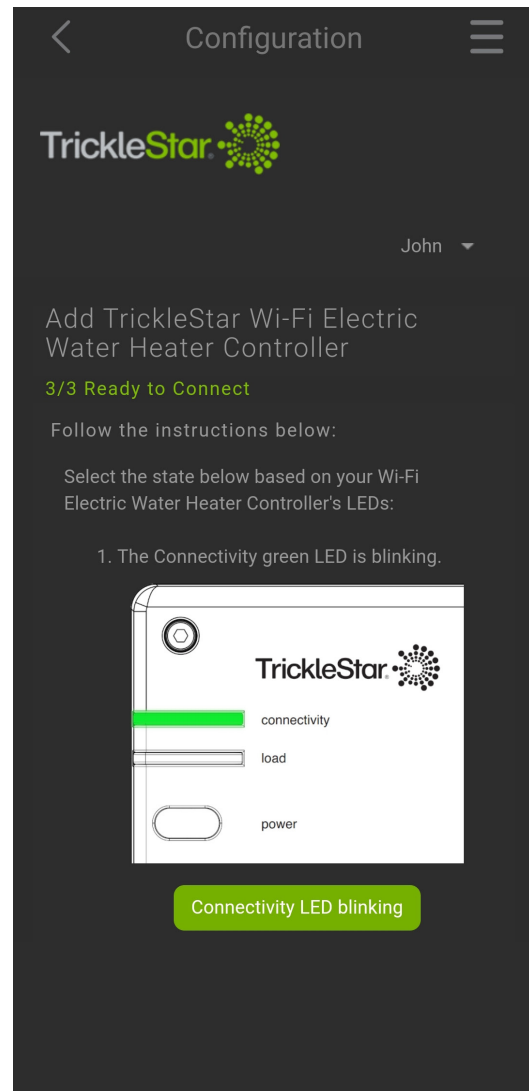 Configuration
TrickleStar
John
Add TrickleStar Wi-Fi Electric
Water Heater Controller
3/3 Ready to Connect
Follow the instructions below:
Select the state below based on your Wi-Fi
Electric Water Heater Controller's LEDs:
1. The Connectivity green LED is blinking.
TrickleStar
connectivity
load
power
Connectivity LED blinking